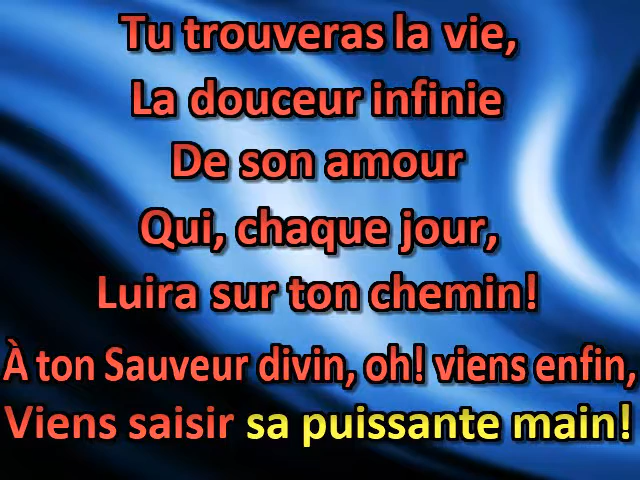 Tu trouveras la vie,
La douceur infinie
De son amour
Qui, chaque jour,
Luira sur ton chemin!
À ton Sauveur divin, oh! viens enfin,
Viens saisir sa puissante main!